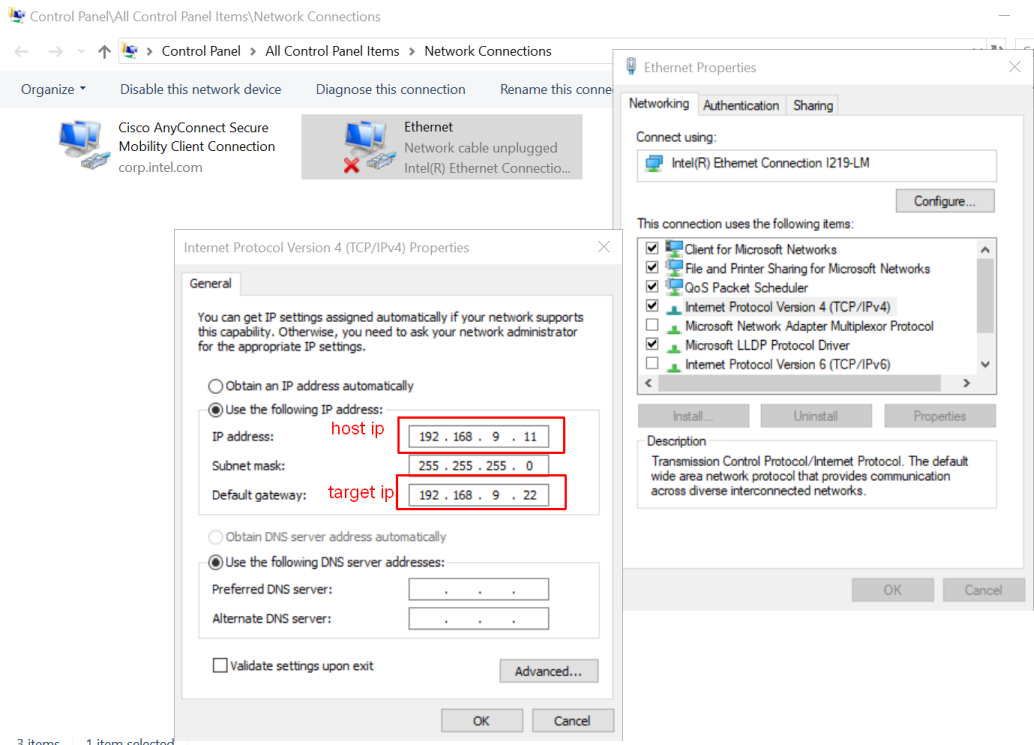 Control Panel\All Control Panel Items\Network Connections
Control Panel > All Control Panel Items > Network Connections
Organize Disable this network device Diagnose this connection Rename this conne
Cisco AnyConnect Secure
Mobility Client Connection
corp.intel.com
Ethernet
Network cable unplugged
Intel(R) Ethernet Connectio...
Ethernet Properties
Networking Authentication Sharing
Connect using:
Intel(R) Ethernet Connection I219-LM
Configure...
This connection uses the following items:
Client for Microsoft Networks
File and Printer Sharing for Microsoft Networks
QoS Packet Scheduler
Internet Protocol Version 4 (TCP/IPv4)
Microsoft Network Adapter Multiplexor Protocol
Microsoft LLDP Protocol Driver
Internet Protocol Version 6 (TCP/IPv6)
Install... Uninstall Properties
Description
Transmission Control Protocol/Internet Protocol. The default
wide area network protocol that provides communication
across diverse interconnected networks.
OK Cancel
Internet Protocol Version 4 (TCP/IPv4) Properties
General
You can get IP settings assigned automatically if your network supports
this capability. Otherwise, you need to ask your network administrator
for the appropriate IP settings.
Obtain an IP address automatically
Use the following IP address:
host ip
IP address: 192 . 168 . 9 . 11
Subnet mask: 255 . 255 . 255 . 0
Default gateway: target ip 192 . 168 . 9 . 22
Obtain DNS server address automatically
Use the following DNS server addresses:
Preferred DNS server: . . .
Alternate DNS server: . . .
Validate settings upon exit
Advanced...
OK Cancel
3 items 1 item selected